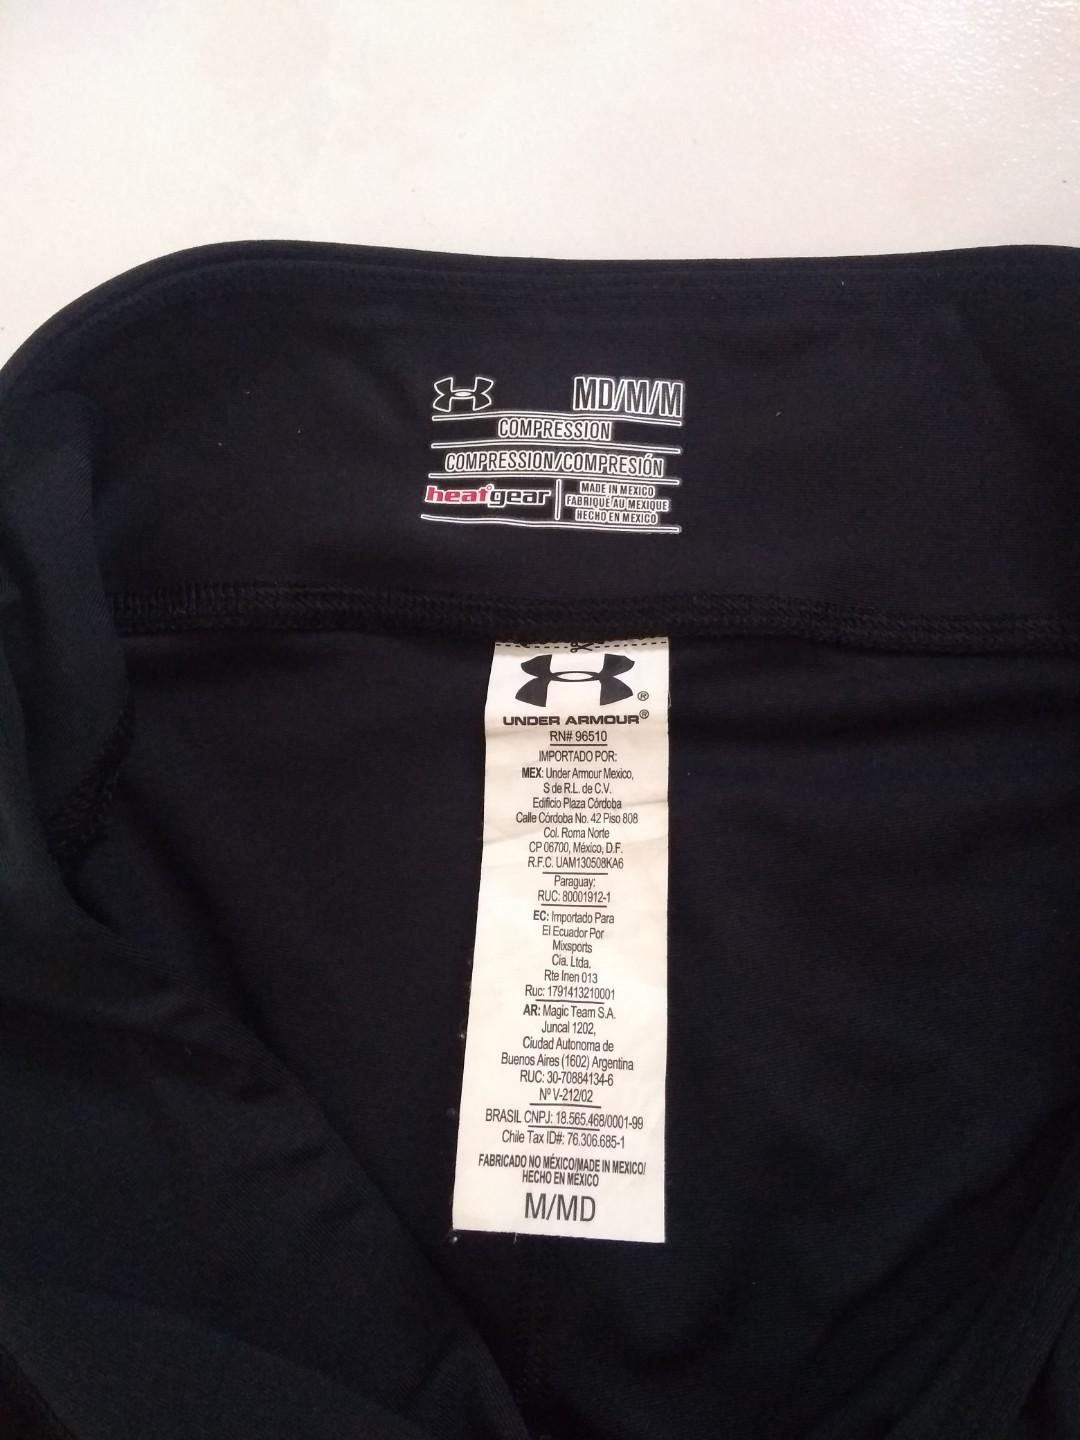 MD/M/M
COMPRESSION
COMPRESSION/COMPRESIÓN
heatgear
MADE IN MEXICO
FABRIQUÉ AU MEXIQUE
HECHO EN MEXICO
®
UNDER ARMOUR®
RN# 96510
IMPORTADO POR:
MEX: Under Armour Mexico,
S de R.L. de C.V.
Edificio Plaza Córdoba
Calle Córdoba No. 42 Piso 808
Col. Roma Norte
CP 06700, México, D.F.
R.F.C. UAM130508KA6
Paraguay:
RUC: 80001912-1
EC: Importado Para
El Ecuador Por
Mixsports
Cia. Ltda.
Rte Inen 013
Ruc: 1791413210001
AR: Magic Team S.A.
Juncal 1202,
Ciudad Autonoma de
Buenos Aires (1602) Argentina
RUC: 30-70884134-6
Nº V-212/02
BRASIL CNPJ: 18.565.468/0001-99
Chile Tax ID#: 76.306.685-1
FABRICADO NO MÉXICO/MADE IN MEXICO/
HECHO EN MÉXICO
M/MD